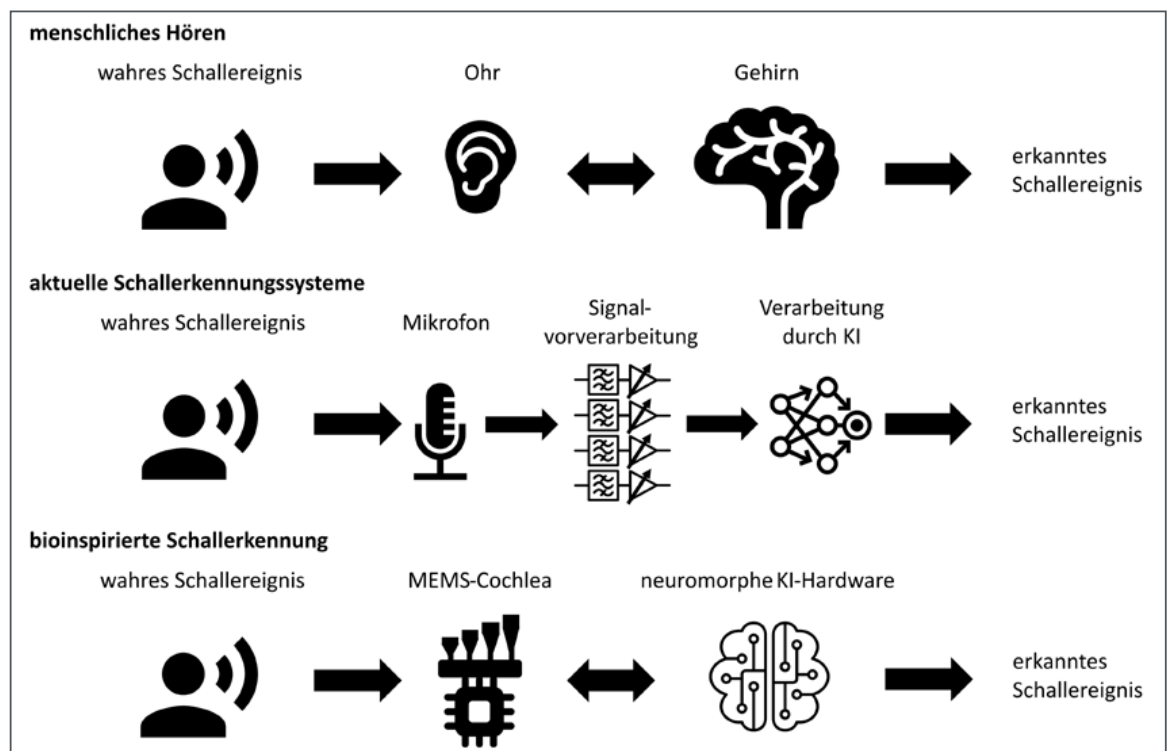 menschliches Hören
wahres Schallereignis
Ohr
Gehirn
erkanntes
Schallereignis
aktuelle Schallerkennungssysteme
wahres Schallereignis
Mikrofon
Signal-
vorverarbeitung
Verarbeitung
durch KI
erkanntes
Schallereignis
bioinspirierte Schallerkennung
wahres Schallereignis
MEMS-Cochlea
neuromorphe KI-Hardware
erkanntes
Schallereignis